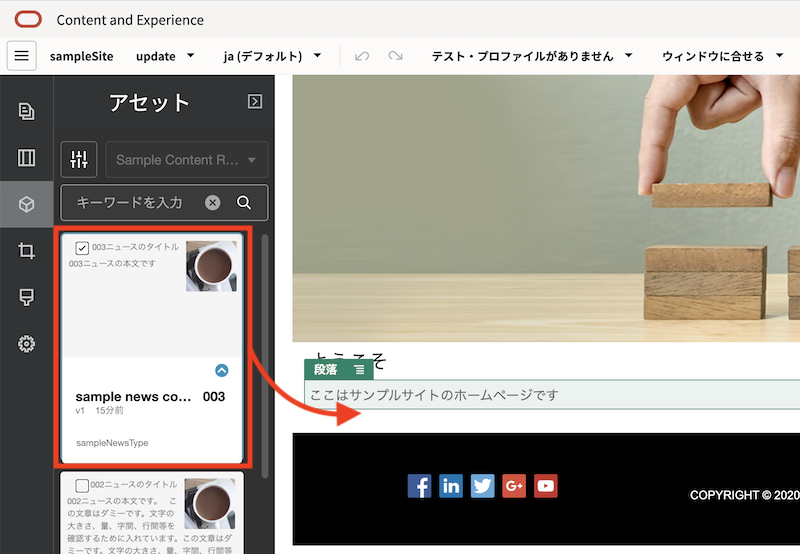 Content and Experience
sampleSite update ja (デフォルト) テスト・プロファイルがありません ウィンドウに合せる
アセット
Sample Content R...
キーワードを入力
003ニュースのタイトル
003ニュースの本文です
sample news co... 003
v1 15分前
sampleNewsType
002ニュースのタイトル
002ニュースの本文です。 こ
の文章はダミーです。文字の
大きさ、量、字間、行間等を
確認するために入れています。この文章はダ
ミーです。文字の大きさ、量、字間、行間等
ようこそ
段落
ここはサンプルサイトのホームページです
COPYRIGHT © 2020